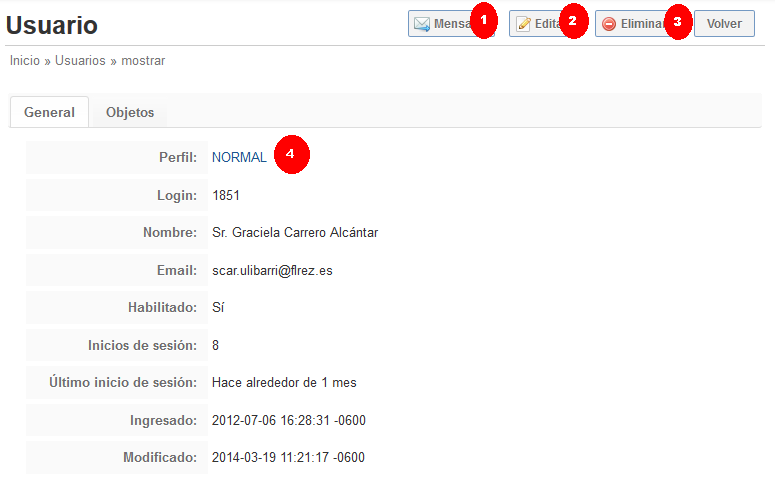 Usuario
Mensa 1 Edita 2 Elimina 3 Volver
Inicio » Usuarios » mostrar
General Objetos
Perfil: NORMAL 4
Login: 1851
Nombre: Sr. Graciela Carrero Alcántar
Email: scar.ulibarri@flrez.es
Habilitado: Sí
Inicios de sesión: 8
Último inicio de sesión: Hace alrededor de 1 mes
Ingresado: 2012-07-06 16:28:31 -0600
Modificado: 2014-03-19 11:21:17 -0600